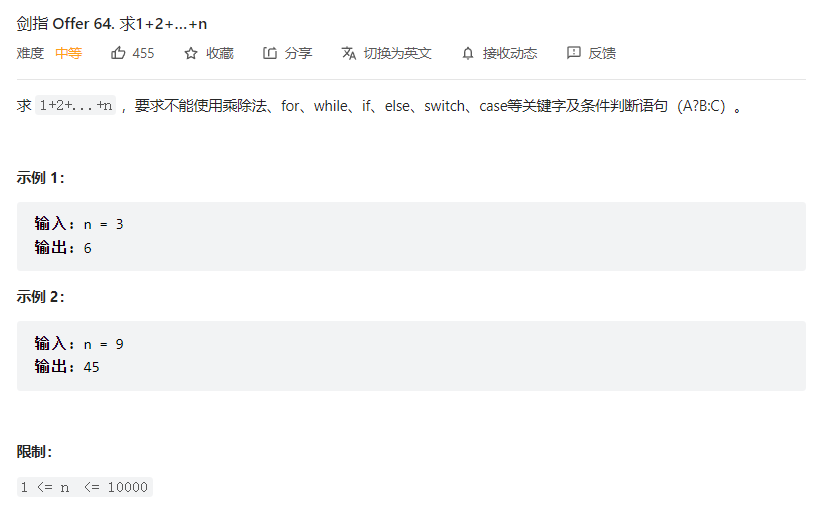 剑指 Offer 64. 求1+2+…+n
难度 中等 455 收藏 分享 切换为英文 接收动态 反馈
求 1+2+...+n ，要求不能使用乘除法、for、while、if、else、switch、case等关键字及条件判断语句（A?B:C）。
示例 1：
输入：n = 3
输出：6
示例 2：
输入：n = 9
输出：45
限制：
1 <= n <= 10000